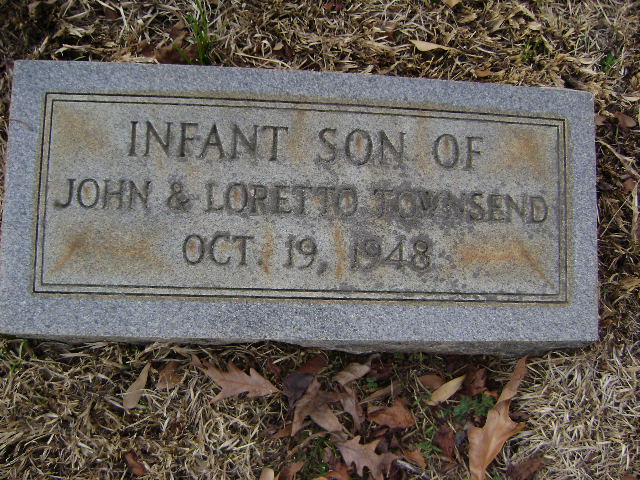 INFANT SON OF
JOHN & LORETTO TOWNSEND
OCT. 19, 1948